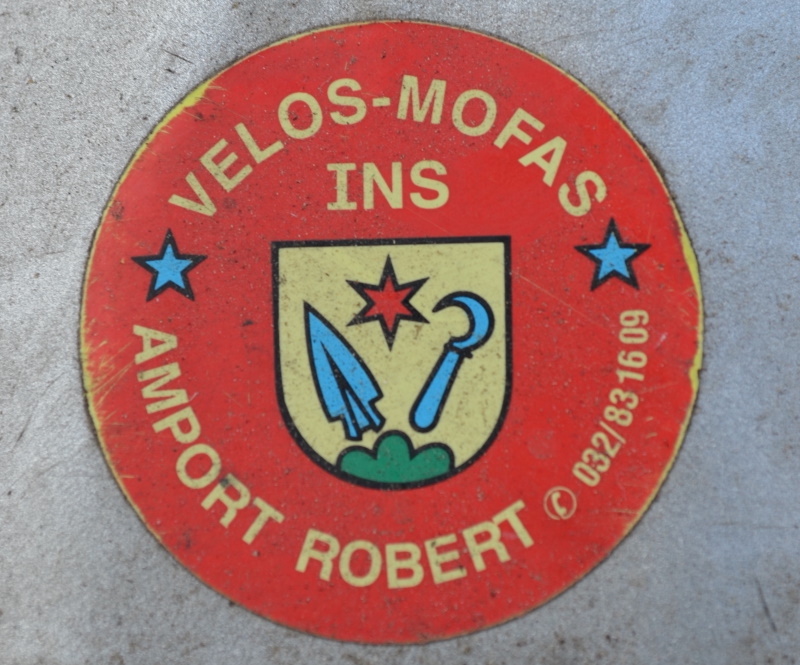 VELOS-MOFAS
INS
AMPORT ROBERT ✆ 032/83 16 09